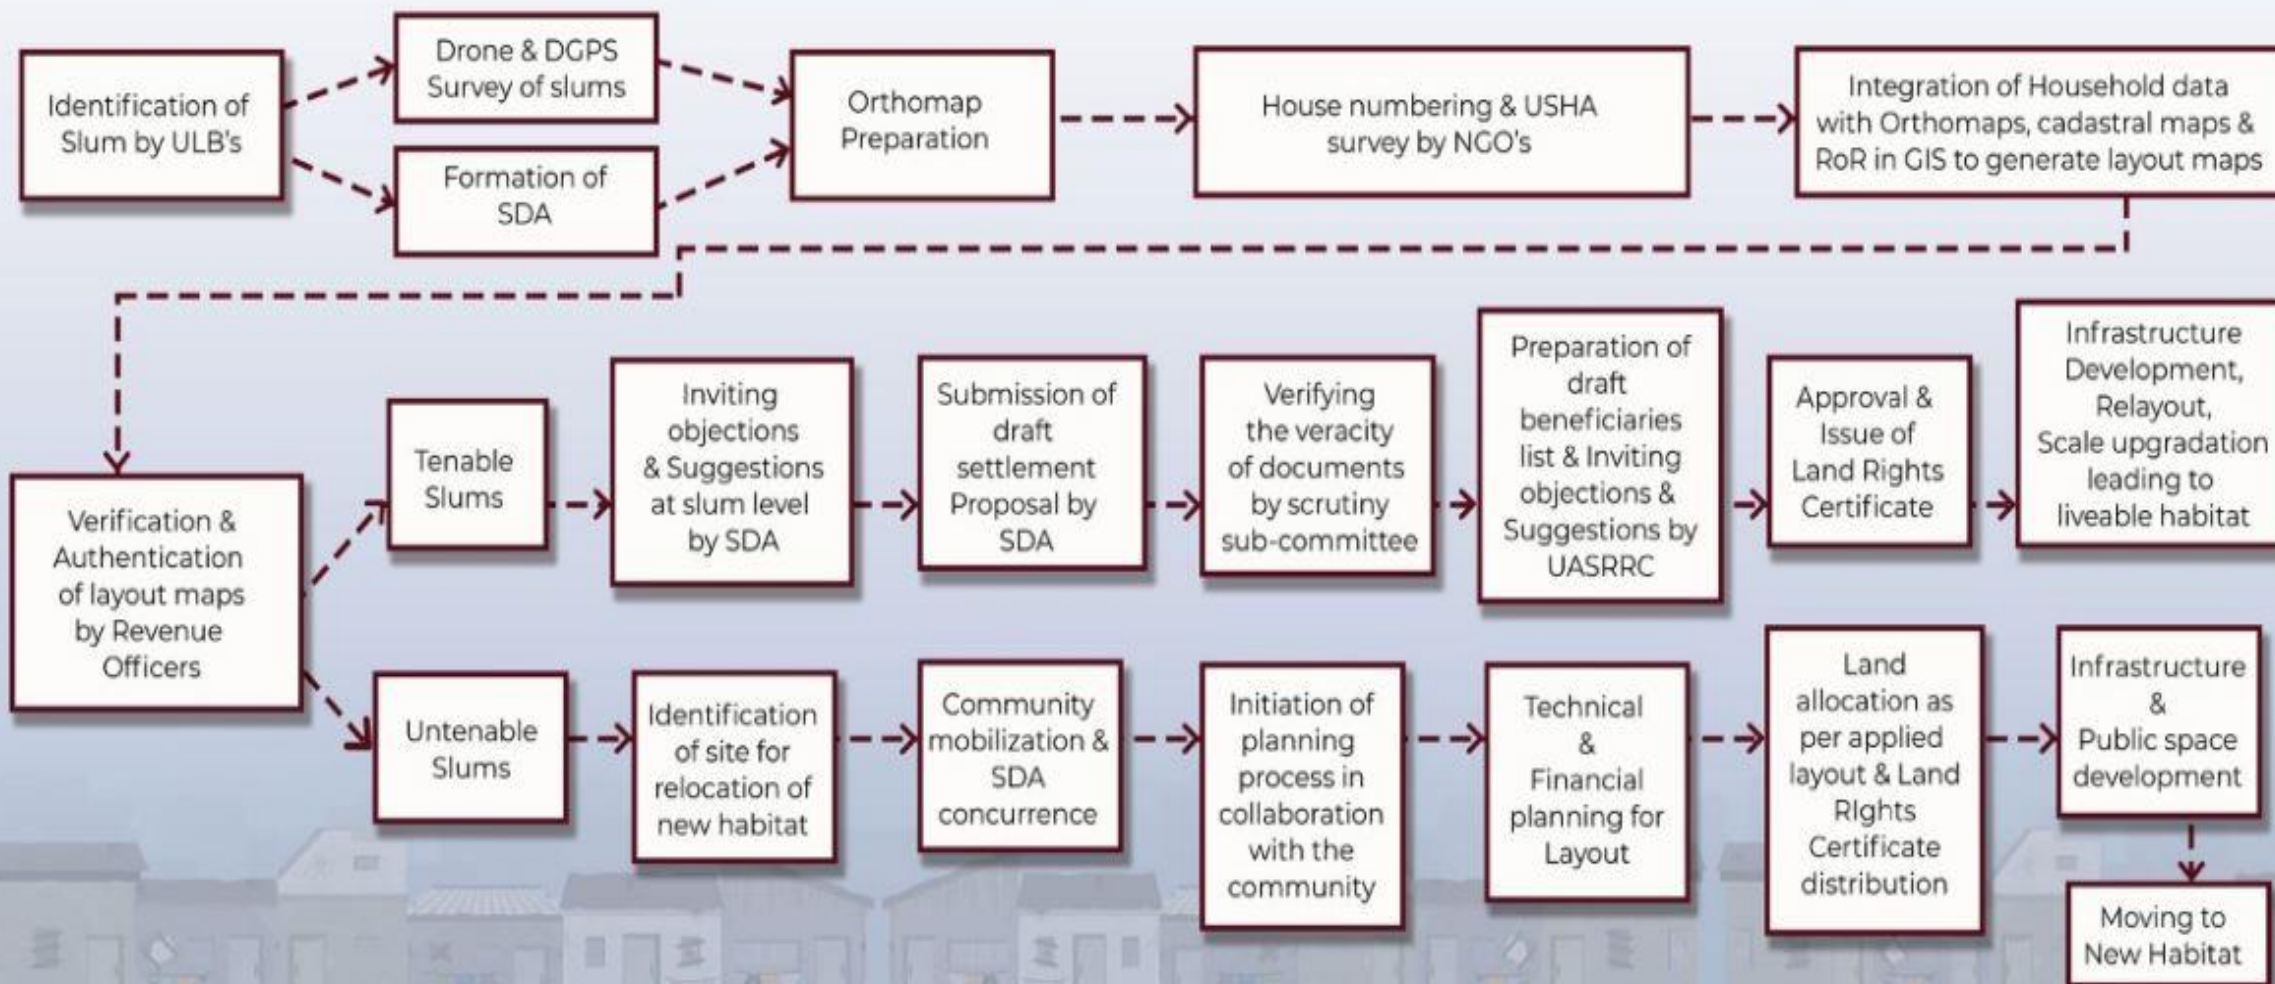 Identification of
Slum by ULB's
Drone & DGPS
Survey of slums
Formation of
SDA
Orthomap
Preparation
House numbering & USHA
survey by NGO's
Integration of Household data
with Orthomaps, cadastral maps &
RoR in GIS to generate layout maps
Verification &
Authentication
of layout maps
by Revenue
Officers
Tenable
Slums
Inviting
objections
& Suggestions
at slum level
by SDA
Submission of
draft
settlement
Proposal by
SDA
Verifying
the veracity
of documents
by scrutiny
sub-committee
Preparation of
draft
beneficiaries
list & Inviting
objections &
Suggestions by
UASRRC
Approval &
Issue of
Land Rights
Certificate
Infrastructure
Development,
Relayout,
Scale upgradation
leading to
liveable habitat
Untenable
Slums
Identification
of site for
relocation of
new habitat
Community
mobilization &
SDA
concurrence
Initiation of
planning
process in
collaboration
with the
community
Technical
&
Financial
planning for
Layout
Land
allocation as
per applied
layout & Land
RIghts
Certificate
distribution
Infrastructure
&
Public space
development
Moving to
New Habitat